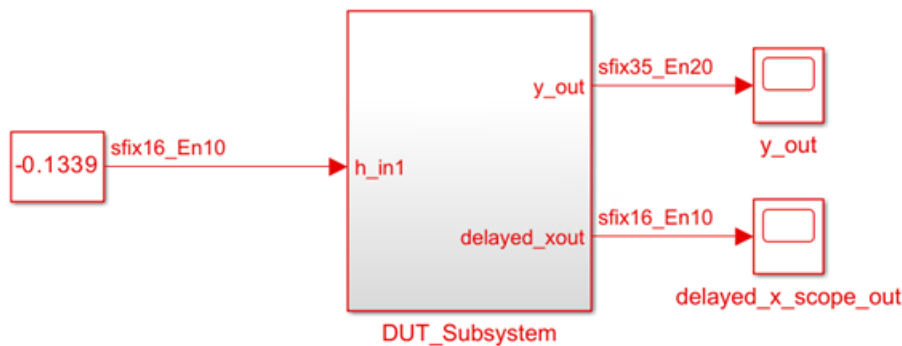 -0.1339
sfix16_En10
h_in1
y_out
delayed_xout
DUT_Subsystem
sfix35_En20
y_out
sfix16_En10
delayed_x_scope_out